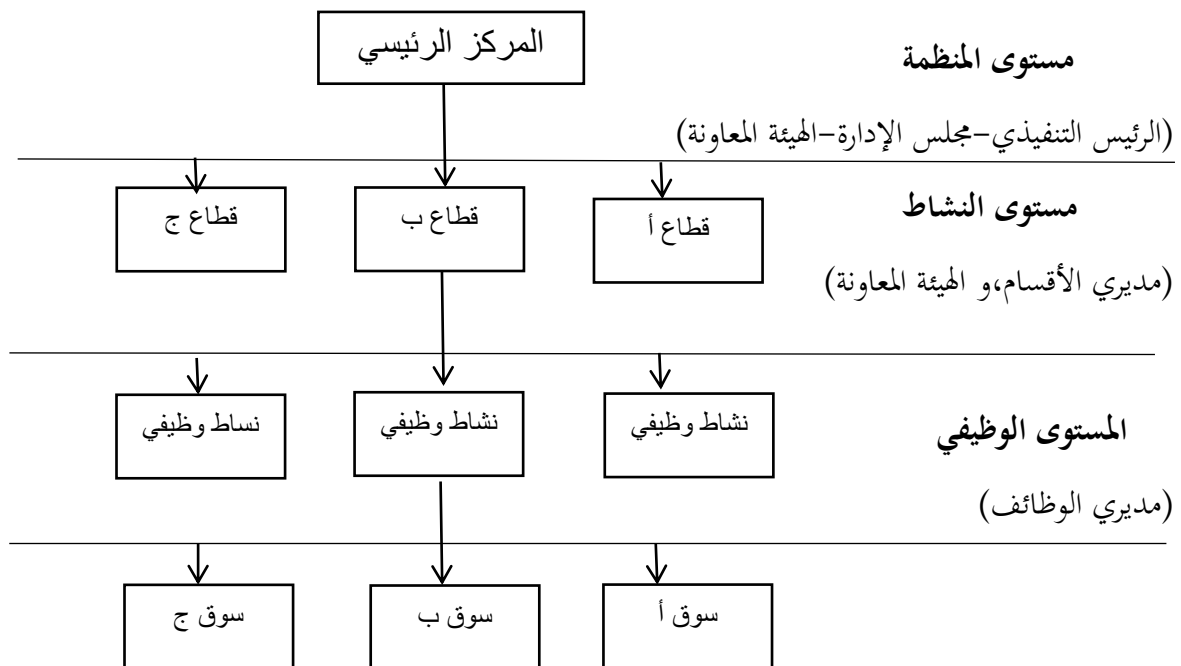 المركز الرئيسي
مستوى المنظمة
(الرئيس التنفيذي-مجلس الإدارة-الهيئة المعاونة)
مستوى النشاط
قطاع أ
قطاع ب
قطاع ج
(مديري الأقسام،و الهيئة المعاونة)
المستوى الوظيفي
نشاط وظيفي
نشاط وظيفي
نساط وظيفي
(مديري الوظائف)
سوق أ
سوق ب
سوق ج